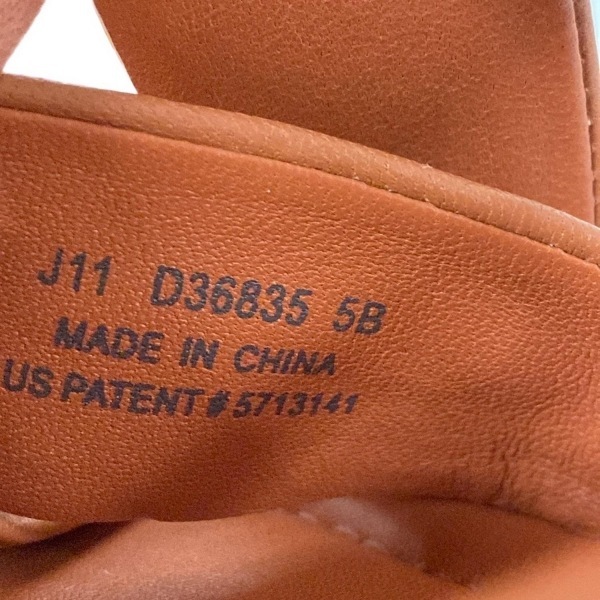 J11 D36835 5B
MADE IN CHINA
US PATENT # 5713141